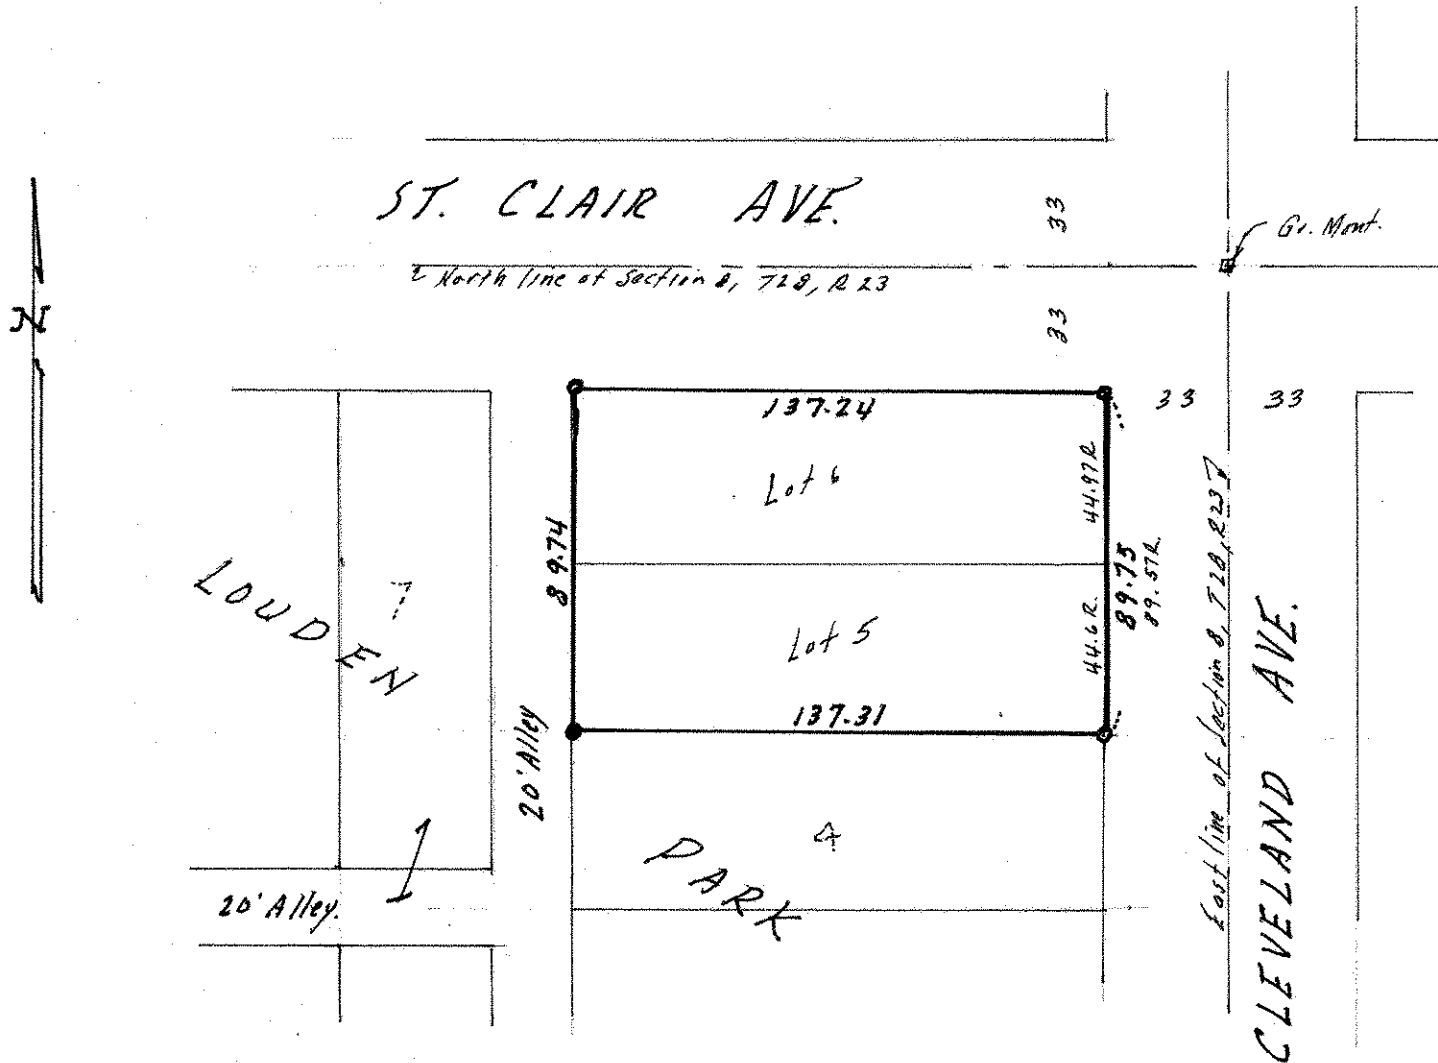 ST. CLAIR AVE.
33
Gr. Mont.
North line of Section 8, T28, R23
33
N
137.24
33 33
Lot 6
44.97R.
89.74
89.75
89.57R.
East line of Section 8, T28, R23
LOUDEN
7
Lot 5
44.6R.
CLEVELAND AVE.
137.31
20' Alley
4
PARK
1
20' Alley.